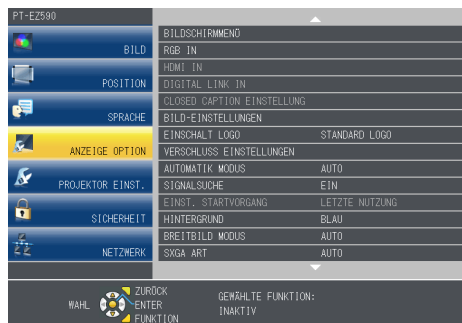 PT-EZ590
BILD
POSITION
SPRACHE
ANZEIGE OPTION
PROJEKTOR EINST.
SICHERHEIT
NETZWERK
BILDSCHIRMMENÜ
RGB IN
HDMI IN
DIGITAL LINK IN
CLOSED CAPTION EINSTELLUNG
BILD-EINSTELLUNGEN
EINSCHALT LOGO STANDARD LOGO
VERSCHLUSS EINSTELLUNGEN
AUTOMATIK MODUS AUTO
SIGNALSUCHE EIN
EINST. STARTVORGANG LETZTE NUTZUNG
HINTERGRUND BLAU
BREITBILD MODUS AUTO
SXGA ART AUTO
WAHL
ZURÜCK
ENTER
FUNKTION
GEWÄHLTE FUNKTION:
INAKTIV